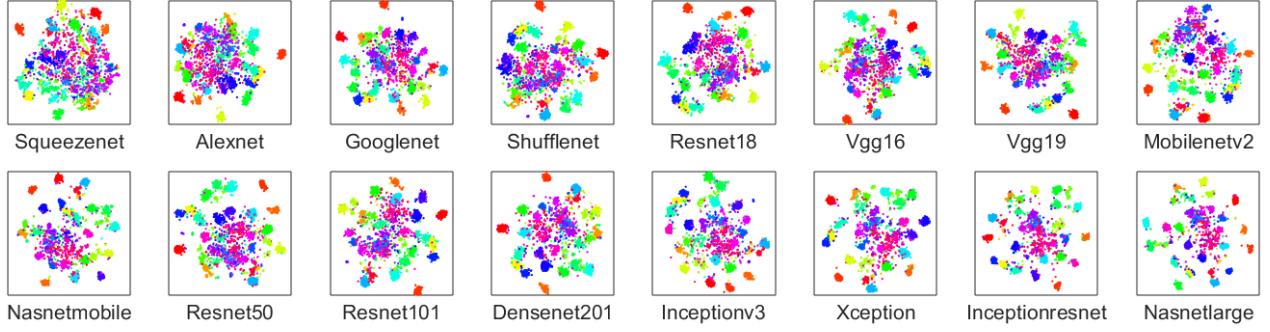 Squeezenet Alexnet Googlenet Shufflenet Resnet18 Vgg16 Vgg19 Mobilenetv2
Nasnetmobile Resnet50 Resnet101 Densenet201 Inceptionv3 Xception Inceptionresnet Nasnetlarge